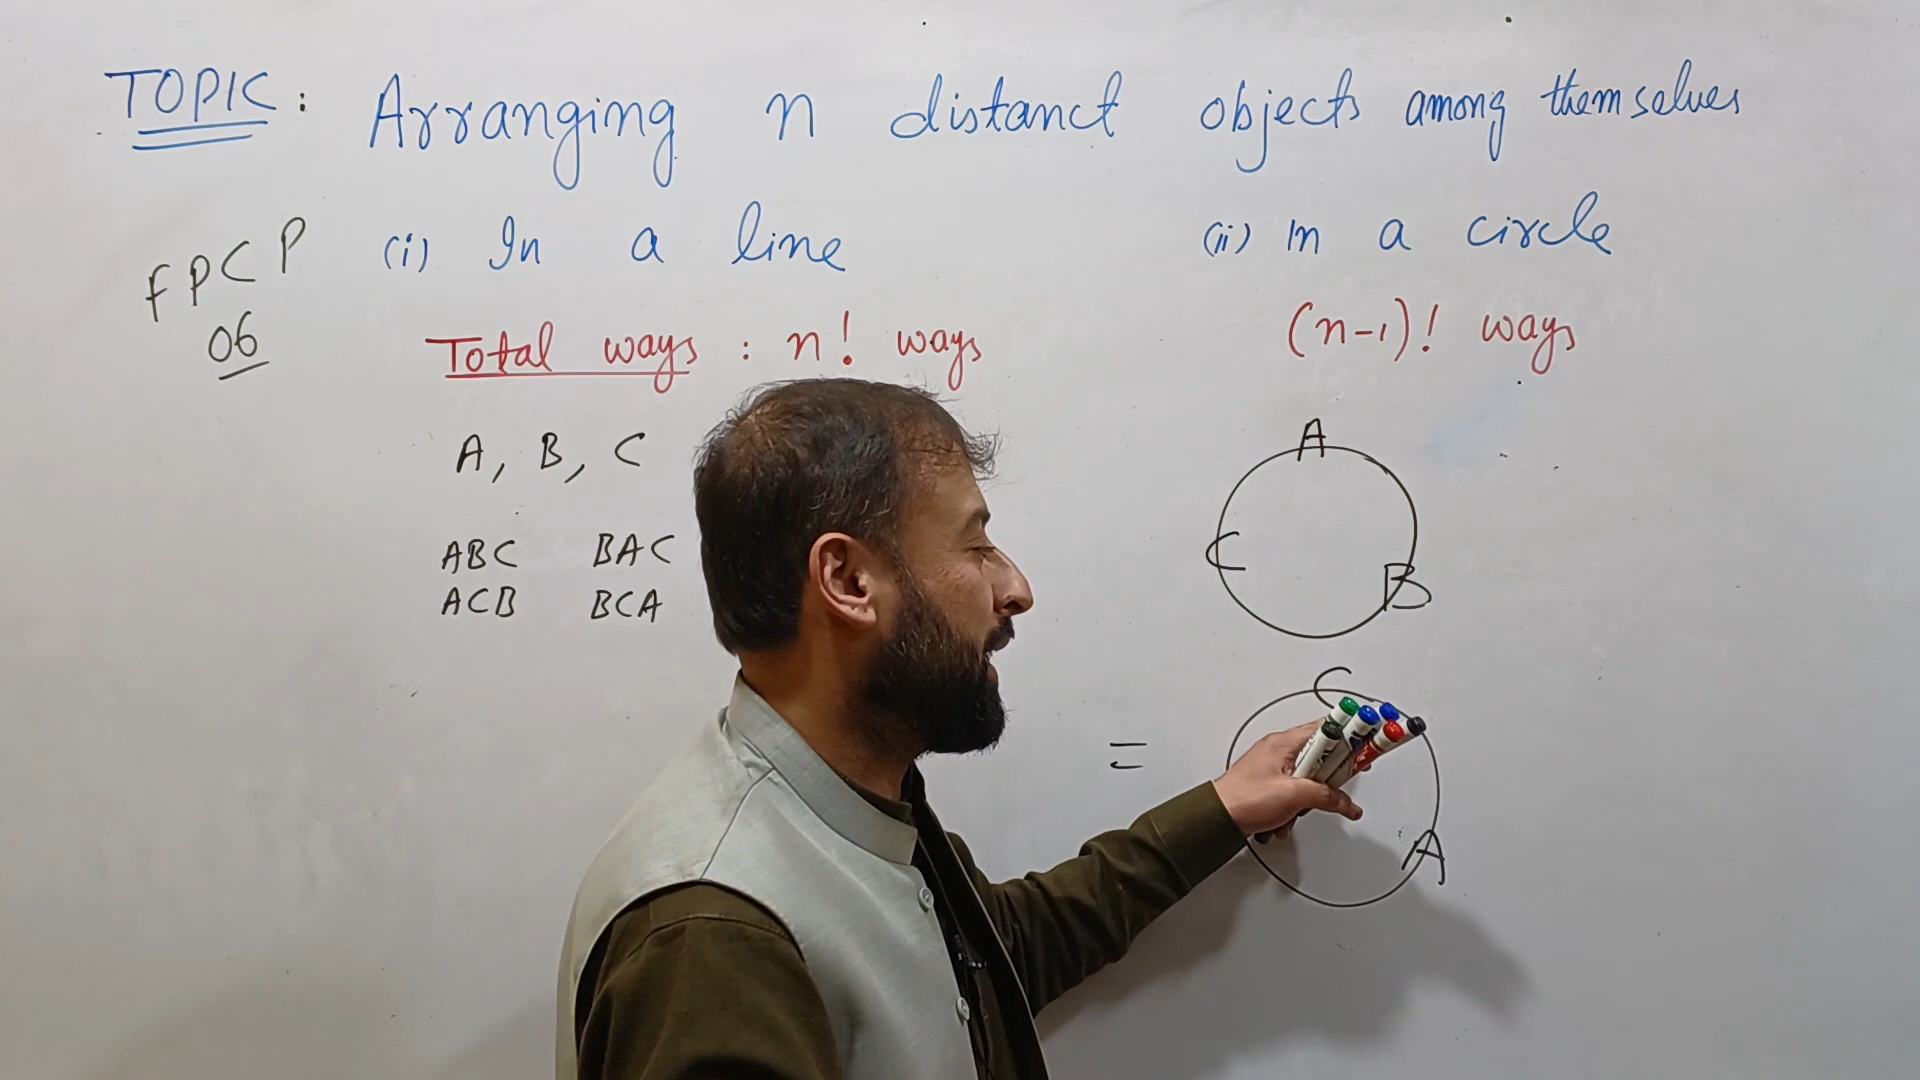 TOPIC : Arranging n distanct objects among themselves
FPCP
06
(i) In a line
Total ways : n! ways
A, B, C
ABC BAC
ACB BCA
(ii) In a circle
(n-1)! ways
A
C
B
=
C
A